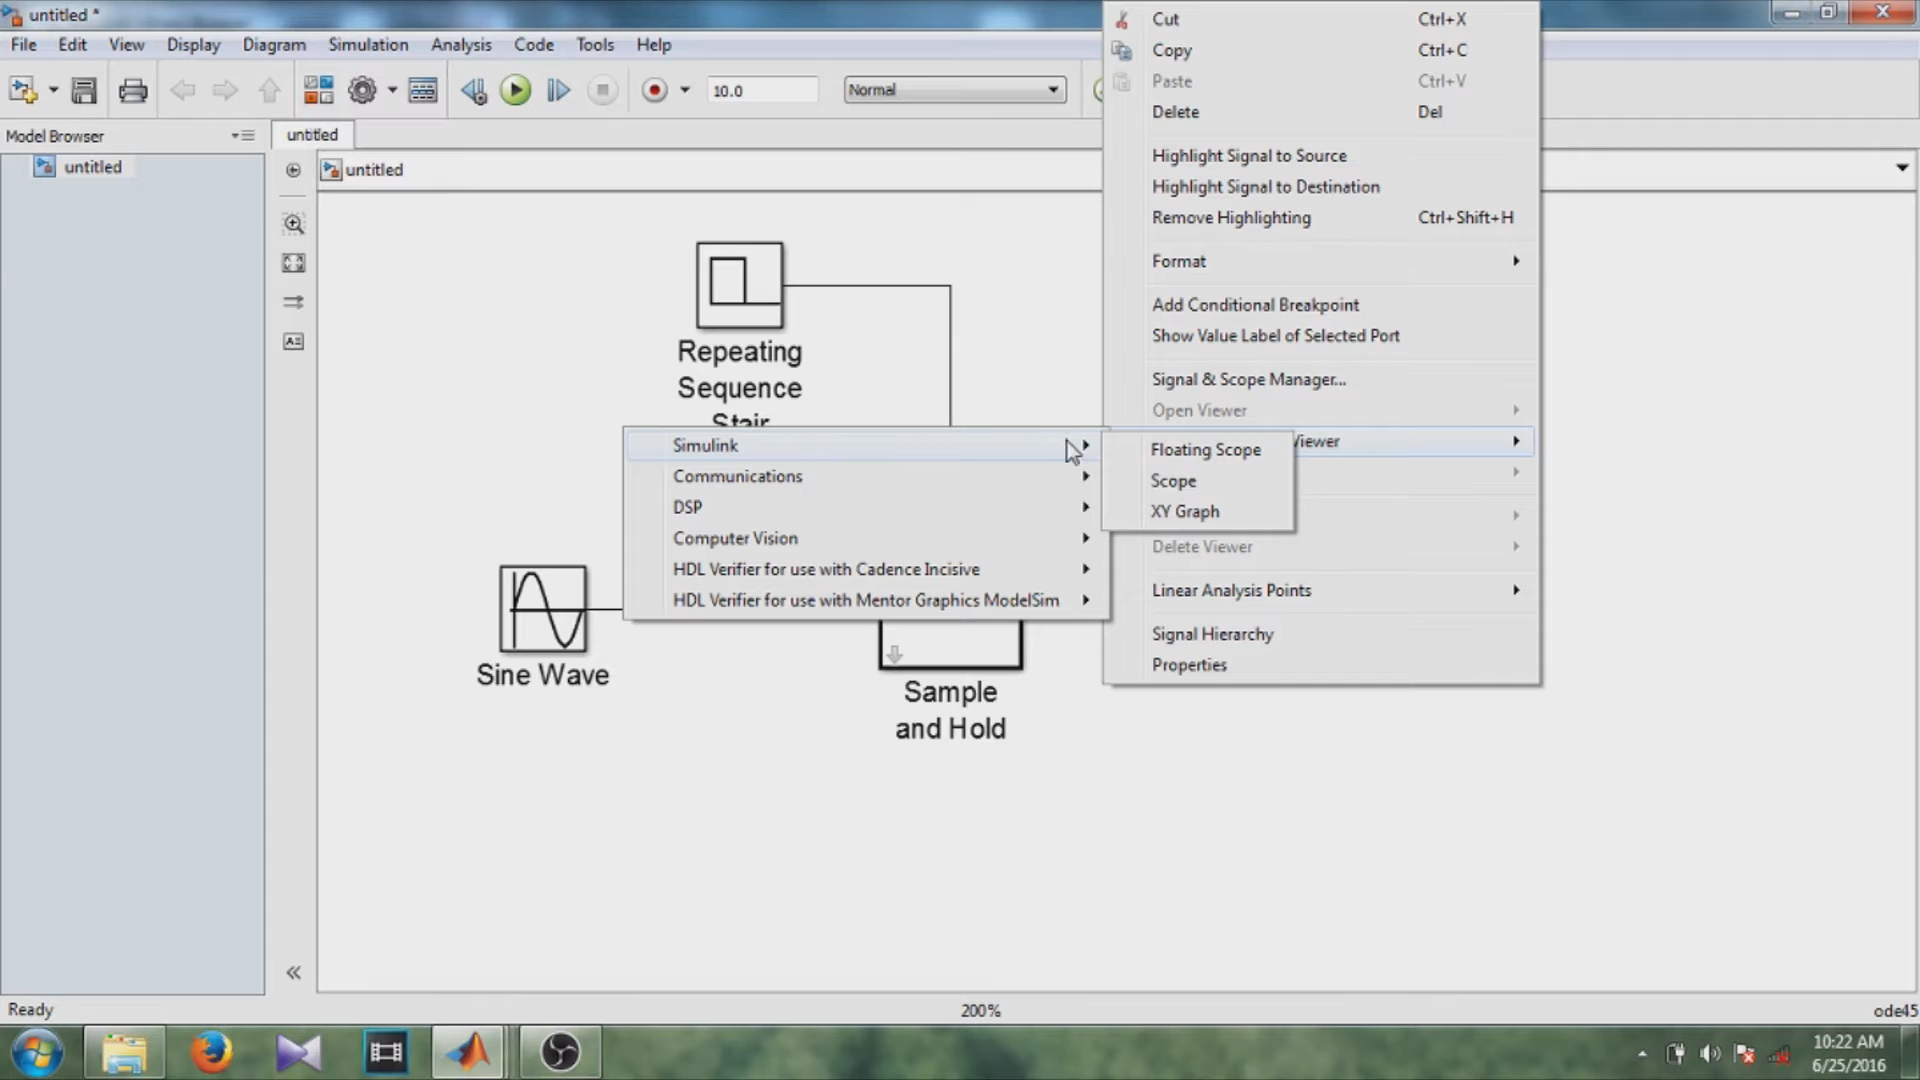 untitled *
File Edit View Display Diagram Simulation Analysis Code Tools Help
10.0
Normal
Model Browser
untitled
untitled
untitled
Cut Ctrl+X
Copy Ctrl+C
Paste Ctrl+V
Delete Del
Highlight Signal to Source
Highlight Signal to Destination
Remove Highlighting Ctrl+Shift+H
Format
Add Conditional Breakpoint
Show Value Label of Selected Port
Signal & Scope Manager...
Open Viewer
Viewer
Delete Viewer
Linear Analysis Points
Signal Hierarchy
Properties
Floating Scope
Scope
XY Graph
Simulink
Communications
DSP
Computer Vision
HDL Verifier for use with Cadence Incisive
HDL Verifier for use with Mentor Graphics ModelSim
Repeating
Sequence
Stair
Sine Wave
Sample
and Hold
Ready
200%
ode45
10:22 AM
6/25/2016